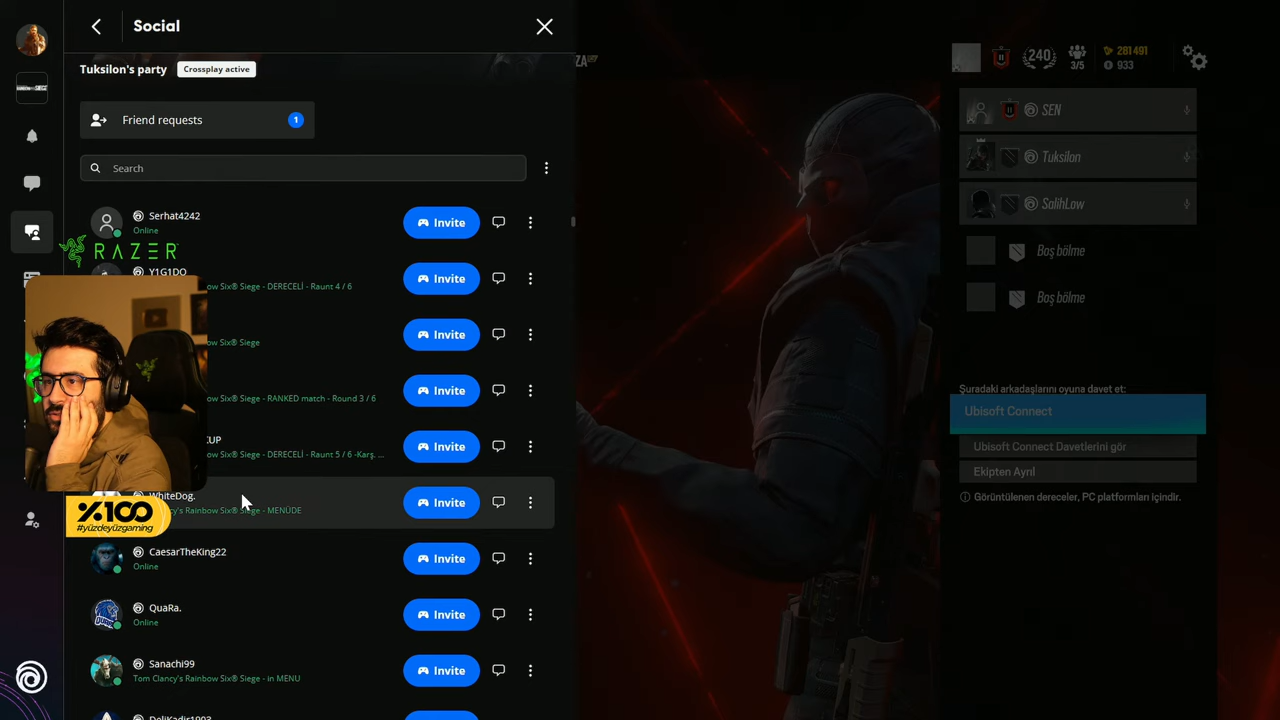 Social
Tuksilon's party
Crossplay active
Friend requests
1
Search
Serhat4242
Online
Invite
Y1G1DO
ow Six® Siege - DERECELİ - Raunt 4 / 6
Invite
ow Six® Siege
Invite
ow Six® Siege - RANKED match - Round 3 / 6
Invite
UP
ow Six® Siege - DERECELİ - Raunt 5 / 6 -Karş. ...
Invite
WhiteDog.
cy's Rainbow Six® Siege - MENÜDE
Invite
CaesarTheKing22
Online
Invite
QuaRa.
Online
Invite
Sanachi99
Tom Clancy's Rainbow Six® Siege - in MENU
Invite
DeliKadir1903
RAZER
%100
#yüzdeyüzgaming
ZA
240
3/5
281 491
933
SEN
Tuksilon
SalihLow
Boş bölme
Boş bölme
Şuradaki arkadaşlarını oyuna davet et:
Ubisoft Connect
Ubisoft Connect Davetlerini gör
Ekipten Ayrıl
Görüntülenen dereceler, PC platformları içindir.